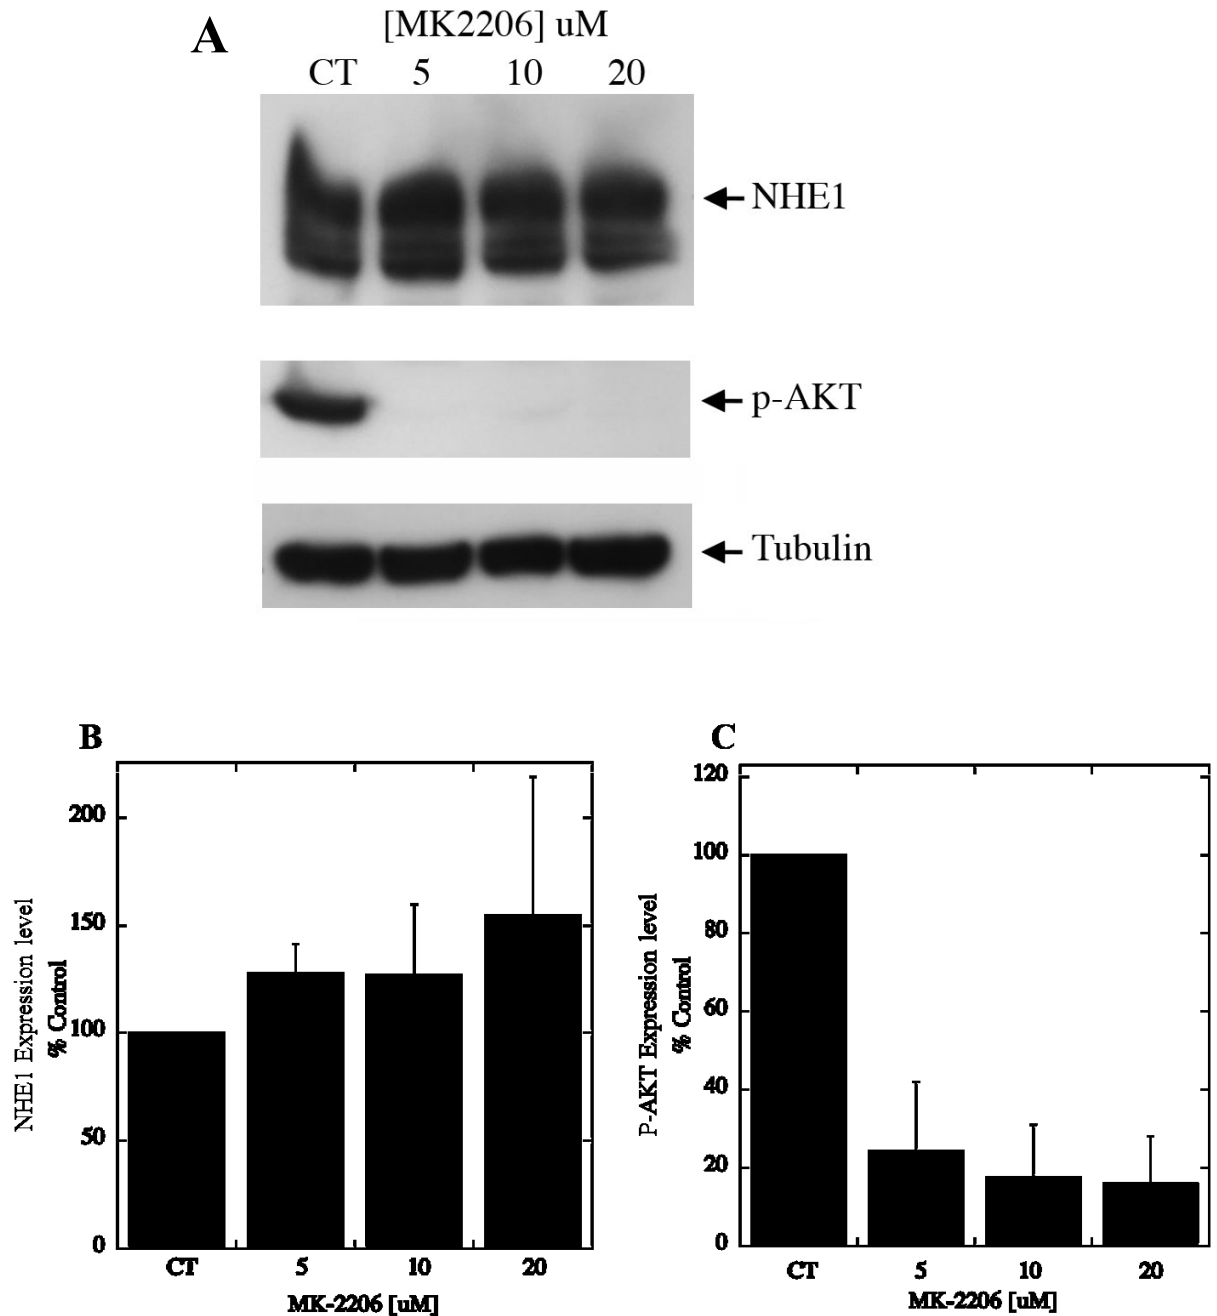 A
[MK2206] uM
CT 5 10 20
NHE1
p-AKT
Tubulin
B
NHE1 Expression level
% Control
200
150
100
50
0
CT 5 10 20
MK-2206 [uM]
C
P-AKT Expression level
% Control
120
100
80
60
40
20
0
CT 5 10 20
MK-2206 [uM]